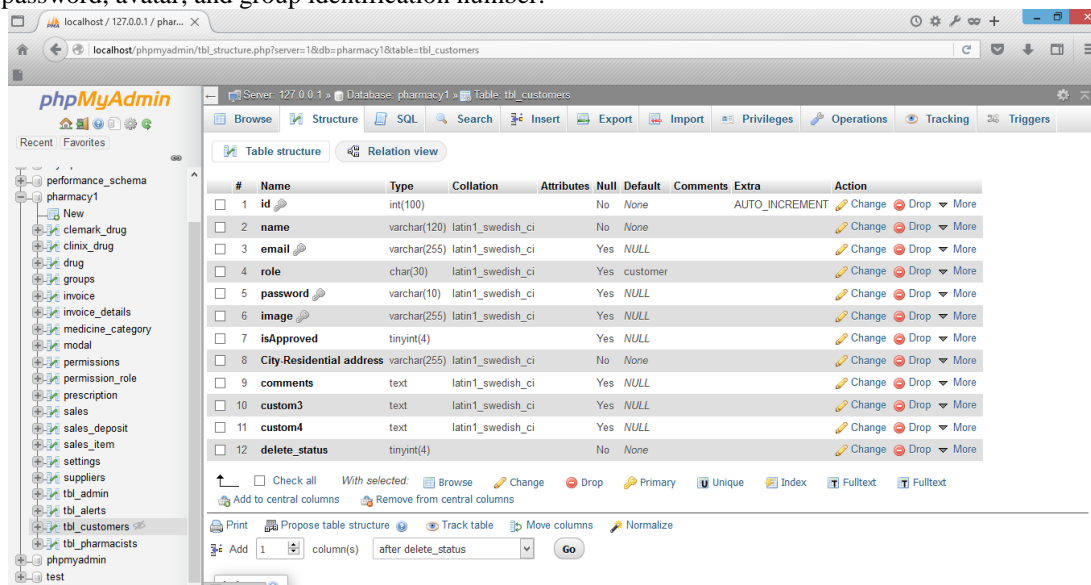 password, avatar, and group identification number.
localhost / 127.0.0.1 / phar...
localhost/phpmyadmin/tbl_structure.php?server=1&db=pharmacy1&table=tbl_customers
phpMyAdmin
Recent Favorites
performance_schema
pharmacy1
New
clemark_drug
clinix_drug
drug
groups
invoice
invoice_details
medicine_category
modal
permissions
permission_role
prescription
sales
sales_deposit
sales_item
settings
suppliers
tbl_admin
tbl_alerts
tbl_customers
tbl_pharmacists
phpmyadmin
test
Server: 127.0.0.1 » Database: pharmacy1 » Table: tbl_customers
Browse Structure SQL Search Insert Export Import Privileges Operations Tracking Triggers
Table structure Relation view
# Name Type Collation Attributes Null Default Comments Extra Action
1 id int(100) No None AUTO_INCREMENT Change Drop More
2 name varchar(120) latin1_swedish_ci No None Change Drop More
3 email varchar(255) latin1_swedish_ci Yes NULL Change Drop More
4 role char(30) latin1_swedish_ci Yes customer Change Drop More
5 password varchar(10) latin1_swedish_ci Yes NULL Change Drop More
6 image varchar(255) latin1_swedish_ci Yes NULL Change Drop More
7 isApproved tinyint(4) Yes NULL Change Drop More
8 City-Residential address varchar(255) latin1_swedish_ci No None Change Drop More
9 comments text latin1_swedish_ci Yes NULL Change Drop More
10 custom3 text latin1_swedish_ci Yes NULL Change Drop More
11 custom4 text latin1_swedish_ci Yes NULL Change Drop More
12 delete_status tinyint(4) No None Change Drop More
Check all With selected: Browse Change Drop Primary Unique Index Fulltext Fulltext
Add to central columns Remove from central columns
Print Propose table structure Track table Move columns Normalize
Add 1 column(s) after delete_status Go